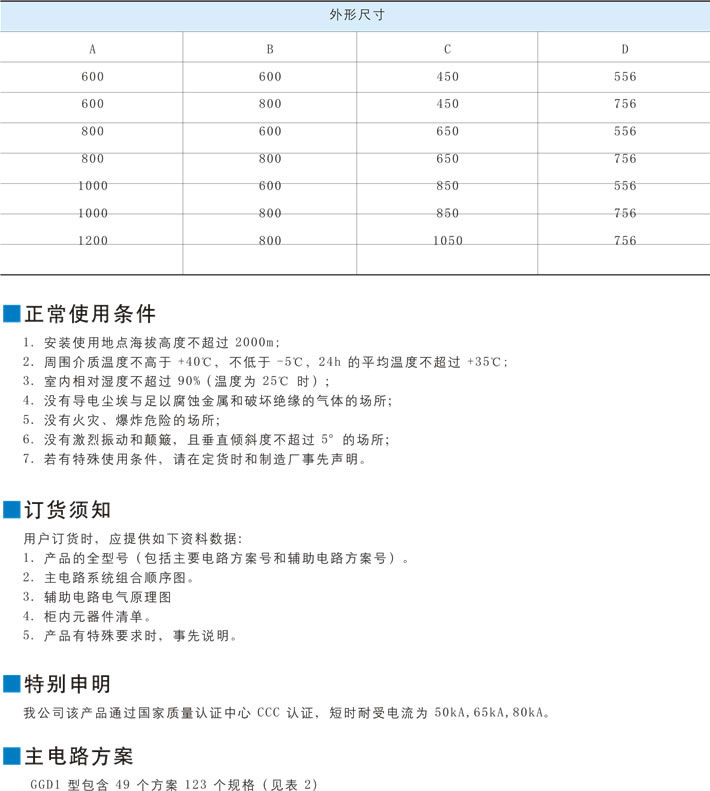 外形尺寸
A B C D
600 600 450 556
600 800 450 756
800 600 650 556
800 800 650 756
1000 600 850 556
1000 800 850 756
1200 800 1050 756
正常使用条件
1. 安装使用地点海拔高度不超过 2000m;
2. 周围介质温度不高于 +40℃, 不低于 -5℃, 24h 的平均温度不超过 +35℃;
3. 室内相对湿度不超过 90%(温度为 25℃ 时);
4. 没有导电尘埃与足以腐蚀金属和破坏绝缘的气体的场所;
5. 没有火灾、爆炸危险的场所;
6. 没有激烈振动和颠簸, 且垂直倾斜度不超过 5° 的场所;
7. 若有特殊使用条件, 请在定货时和制造厂事先声明。
订货须知
用户订货时, 应提供如下资料数据:
1. 产品的全型号(包括主要电路方案号和辅助电路方案号)。
2. 主电路系统组合顺序图。
3. 辅助电路电气原理图
4. 柜内元器件清单。
5. 产品有特殊要求时, 事先说明。
特别申明
我公司该产品通过国家质量认证中心 CCC 认证, 短时耐受电流为 50kA,65kA,80kA。
主电路方案
GGD1 型包含 49 个方案 123 个规格(见表 2)